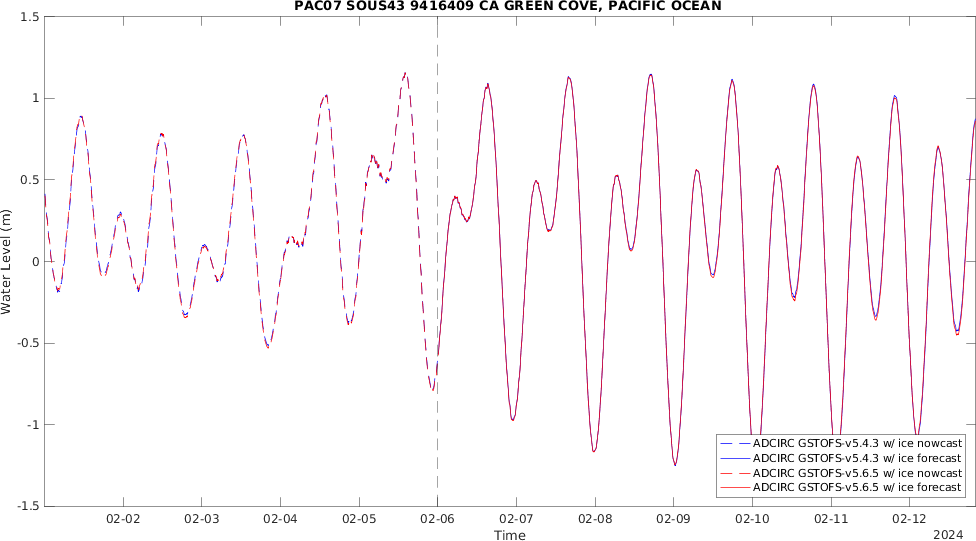 PAC07 SOUS43 9416409 CA GREEN COVE, PACIFIC OCEAN
1.5
1
0.5
0
-0.5
-1
-1.5
Water Level (m)
ADCIRC GSTOFS-v5.4.3 w/ ice nowcast
ADCIRC GSTOFS-v5.4.3 w/ ice forecast
ADCIRC GSTOFS-v5.6.5 w/ ice nowcast
ADCIRC GSTOFS-v5.6.5 w/ ice forecast
02-02 02-03 02-04 02-05 02-06 02-07 02-08 02-09 02-10 02-11 02-12
Time
2024